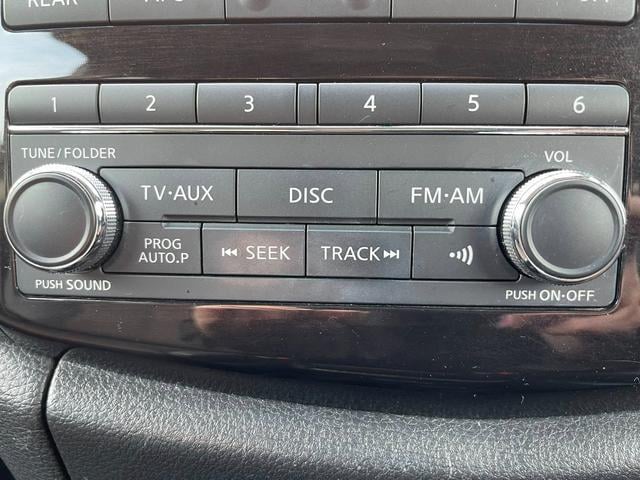 REAR
1 2 3 4 5 6
TUNE/FOLDER
VOL
TV·AUX DISC FM·AM
PROG
AUTO.P
SEEK TRACK
PUSH SOUND
PUSH ON·OFF